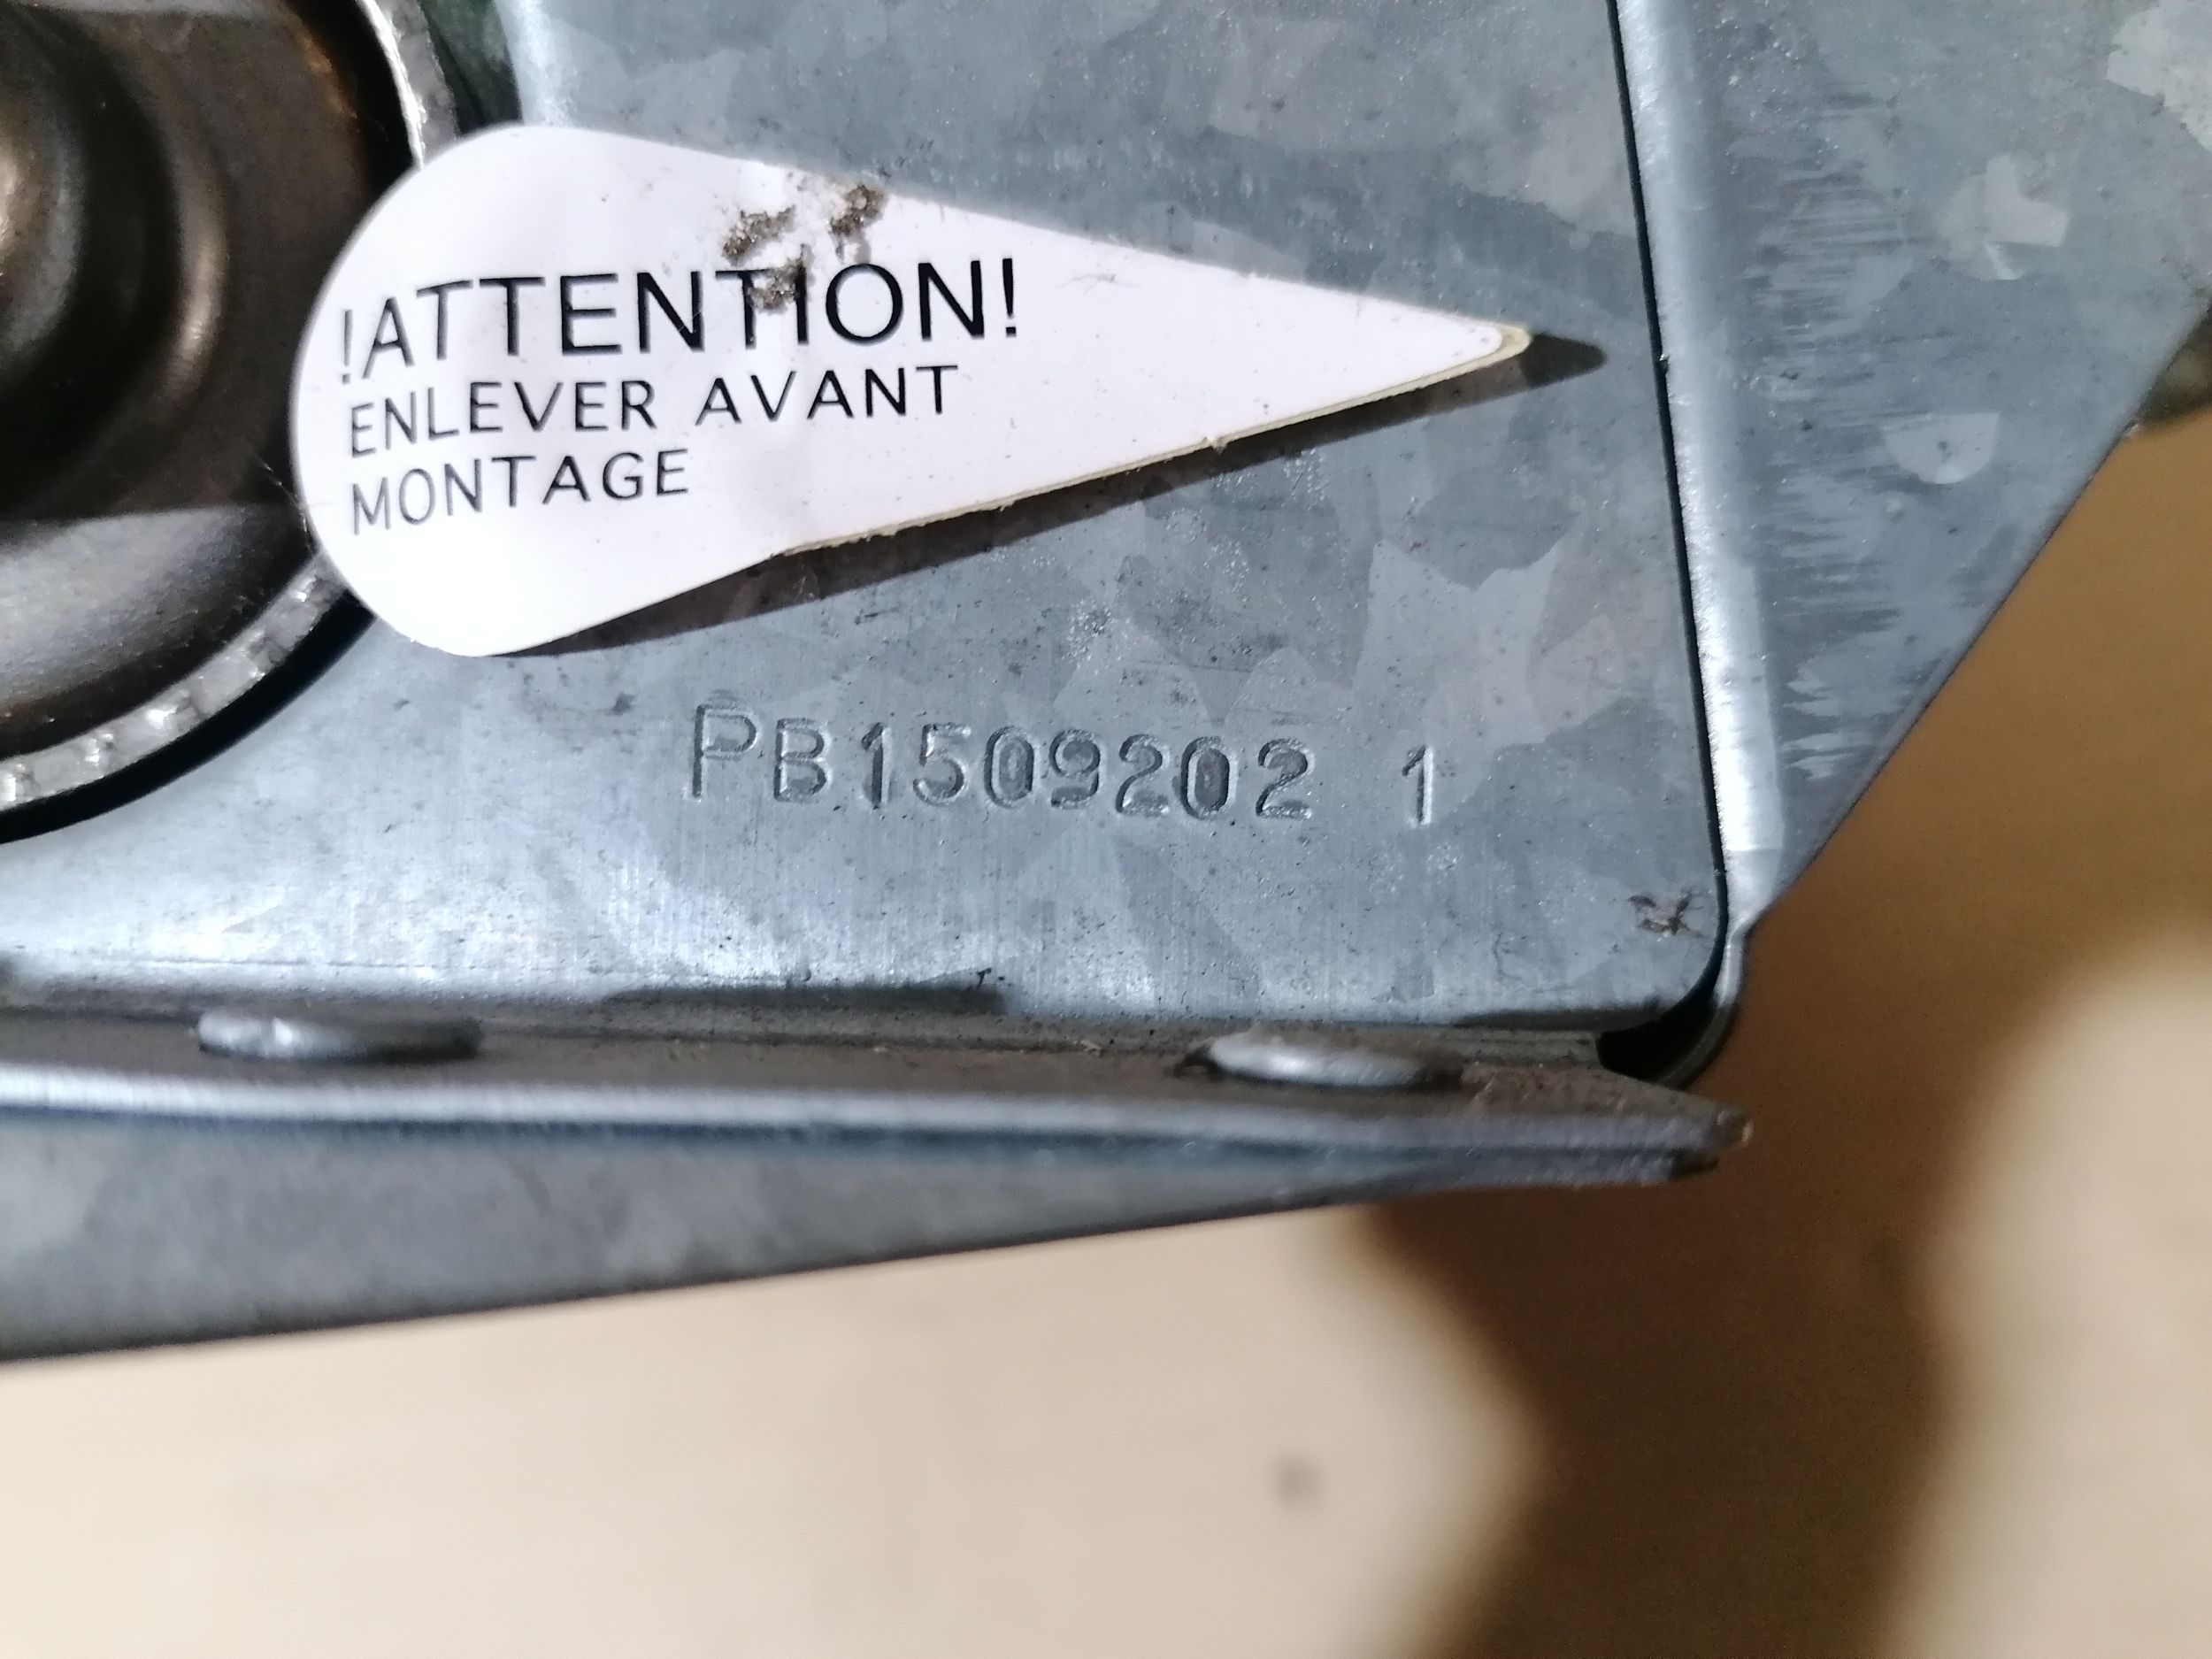 !ATTENTION!
ENLEVER AVANT
MONTAGE
PB1509202 1